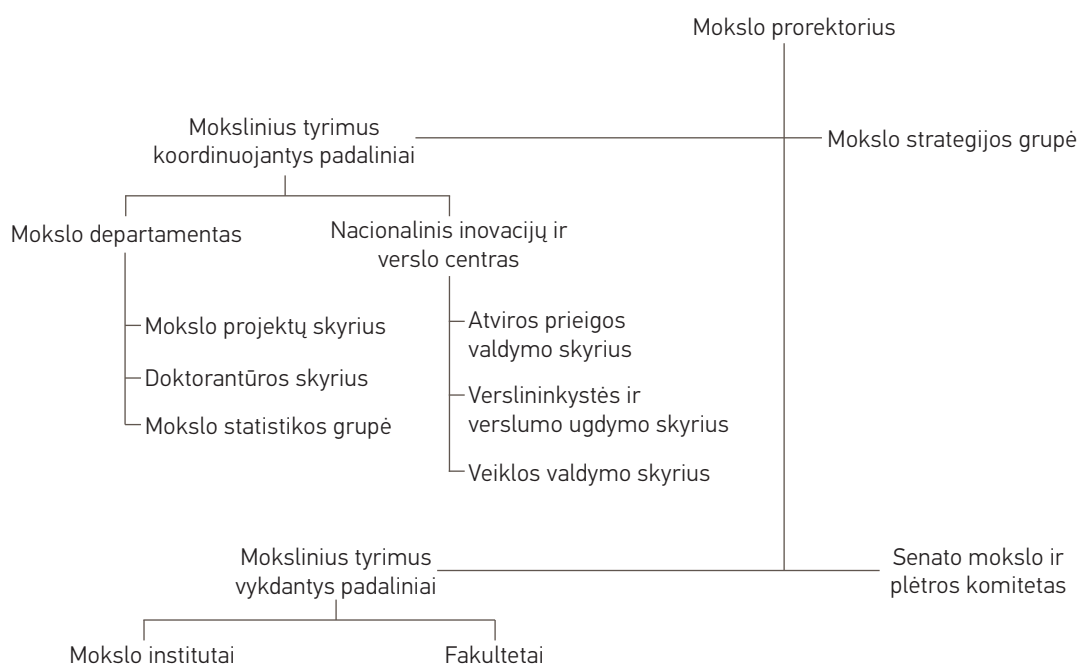 Mokslo prorektorius
Mokslinius tyrimus
koordinuojantys padaliniai
Mokslo strategijos grupė
Mokslo departamentas
Nacionalinis inovacijų ir
verslo centras
Mokslo projektų skyrius
Doktorantūros skyrius
Mokslo statistikos grupė
Atviros prieigos
valdymo skyrius
Verslininkystės ir
verslumo ugdymo skyrius
Veiklos valdymo skyrius
Mokslinius tyrimus
vykdantys padaliniai
Senato mokslo ir
plėtros komitetas
Mokslo institutai
Fakultetai